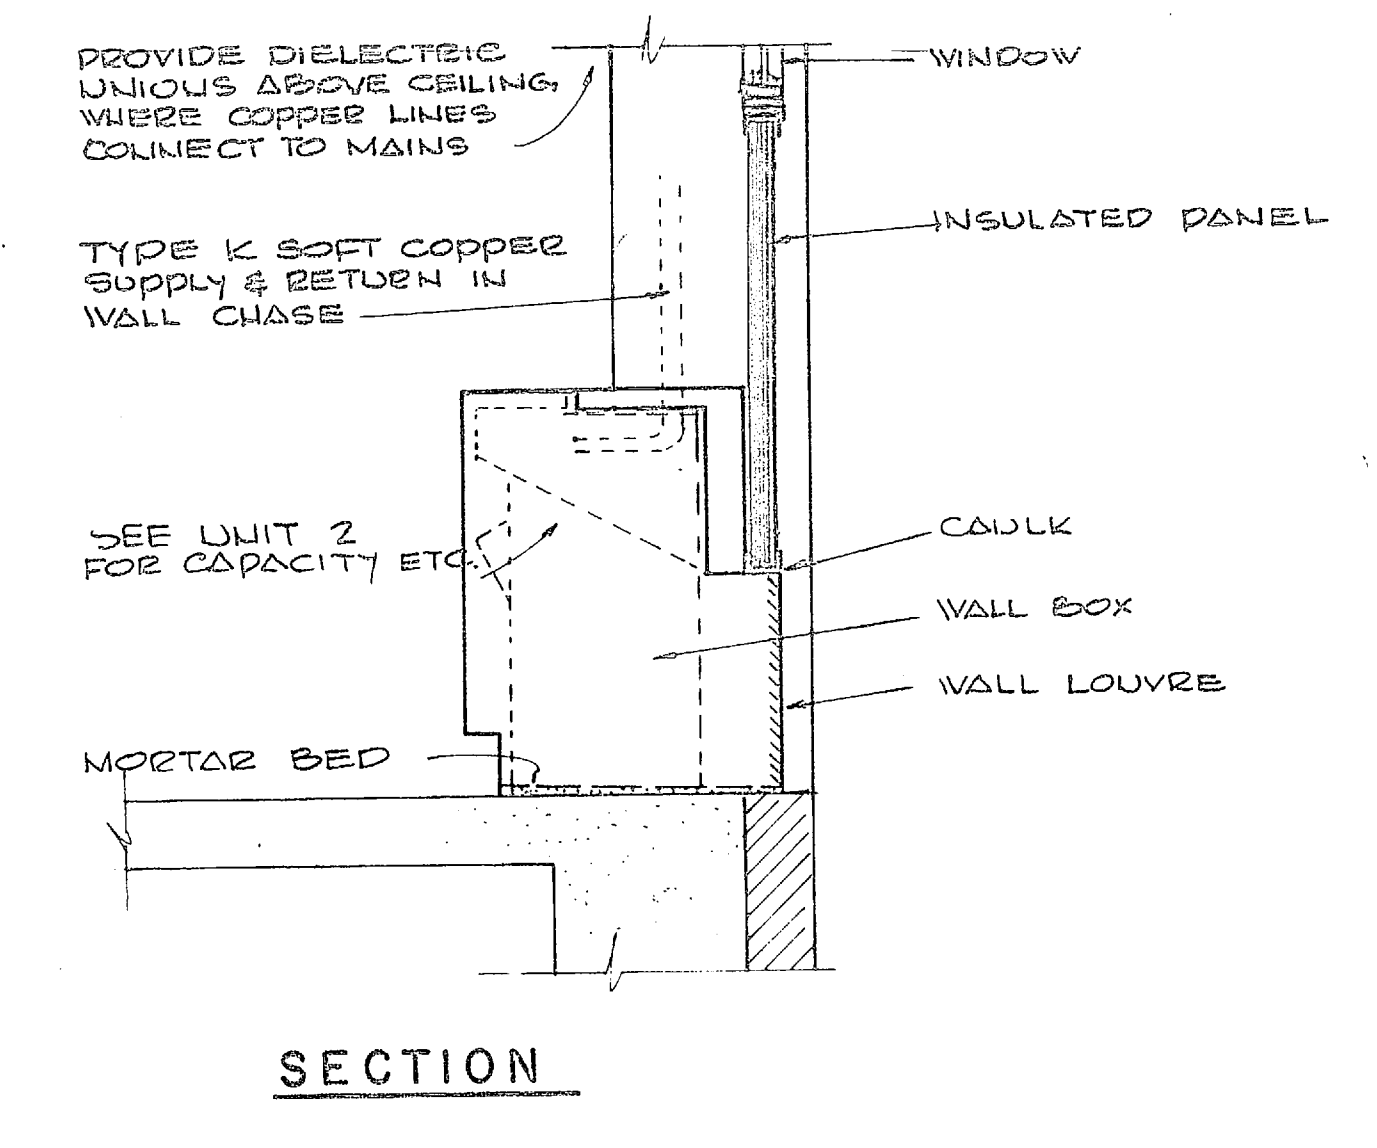 PROVIDE DIELECTRIC
UNIONS ABOVE CEILING,
WHERE COPPER LINES
CONNECT TO MAINS
TYPE K SOFT COPPER
SUPPLY & RETURN IN
WALL CHASE
SEE UNIT 2
FOR CAPACITY ETC.
MORTAR BED
WINDOW
INSULATED PANEL
CAULK
WALL BOX
WALL LOUVRE
SECTION